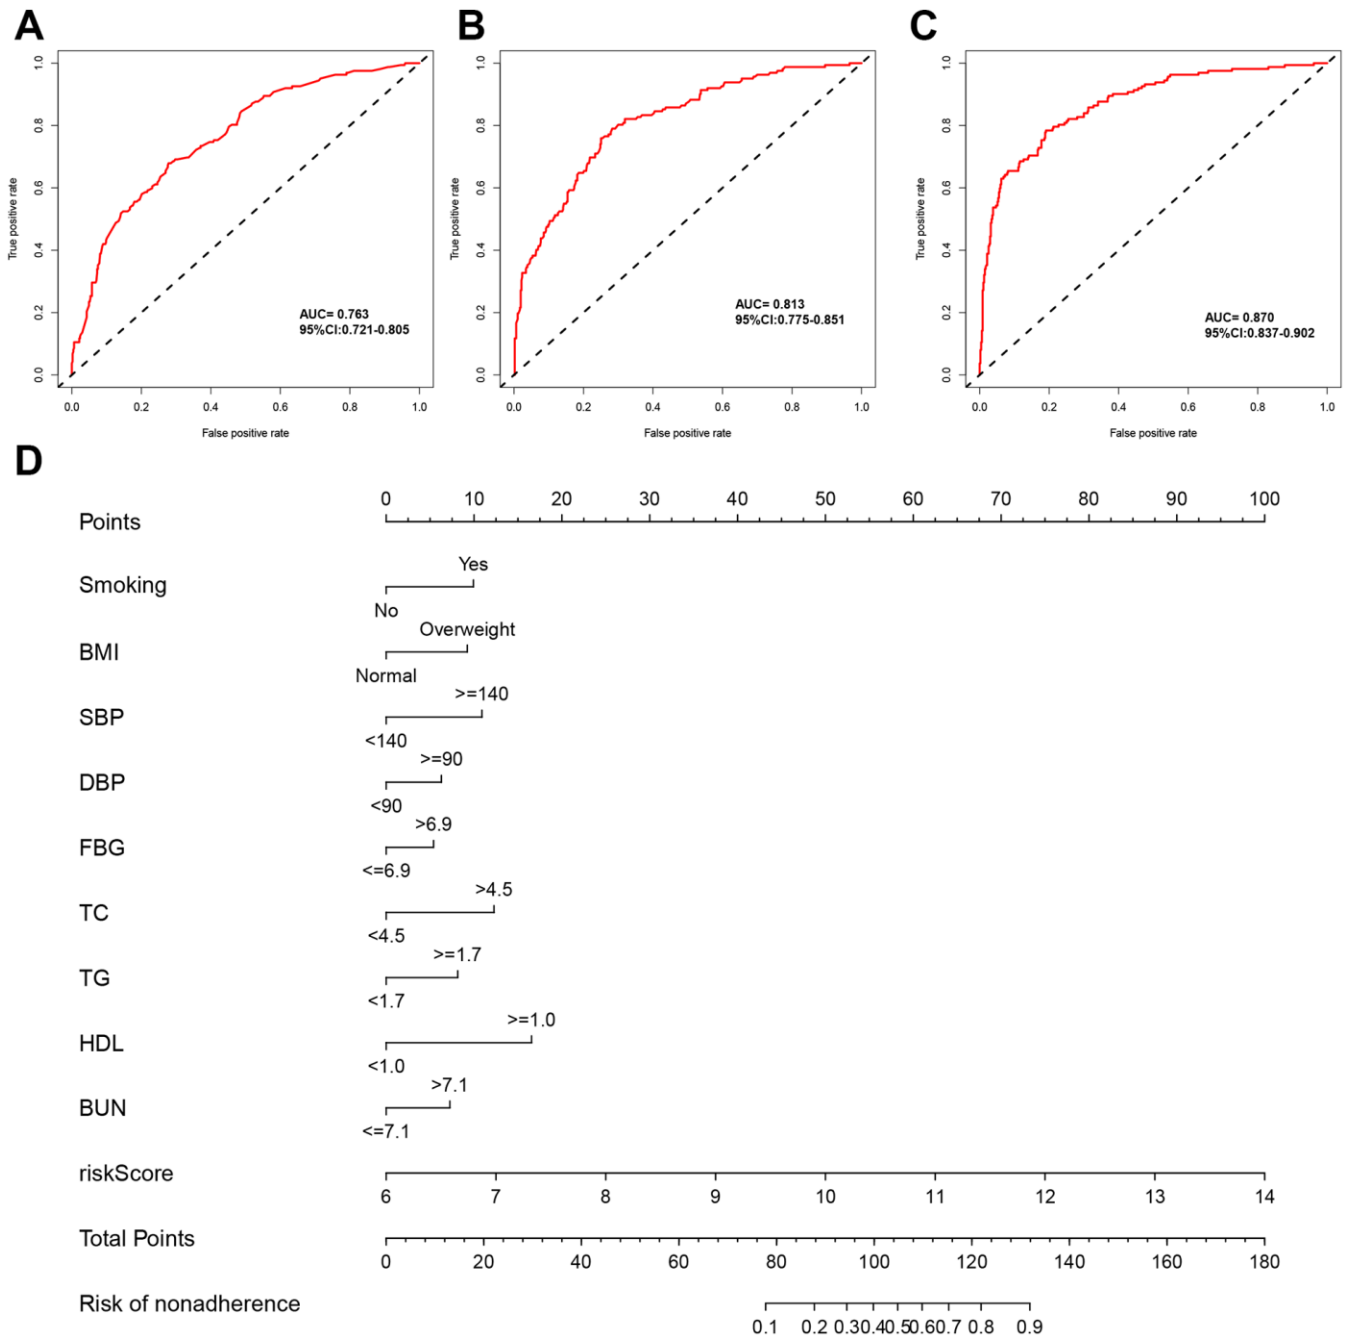 A
B
C
1.0
0.8
0.6
0.4
0.2
0.0
True positive rate
AUC= 0.763
95%CI:0.721-0.805
0.0 0.2 0.4 0.6 0.8 1.0
False positive rate
1.0
0.8
0.6
0.4
0.2
0.0
True positive rate
AUC= 0.813
95%CI:0.775-0.851
0.0 0.2 0.4 0.6 0.8 1.0
False positive rate
1.0
0.8
0.6
0.4
0.2
0.0
True positive rate
AUC= 0.870
95%CI:0.837-0.902
0.0 0.2 0.4 0.6 0.8 1.0
False positive rate
D
0 10 20 30 40 50 60 70 80 90 100
Points
Yes
Smoking
No
Overweight
BMI
Normal
>=140
SBP
<140
>=90
DBP
<90
>6.9
FBG
<=6.9
>4.5
TC
<4.5
>=1.7
TG
<1.7
>=1.0
HDL
<1.0
>7.1
BUN
<=7.1
riskScore
6 7 8 9 10 11 12 13 14
Total Points
0 20 40 60 80 100 120 140 160 180
Risk of nonadherence
0.1 0.2 0.30.40.50.60.7 0.8 0.9